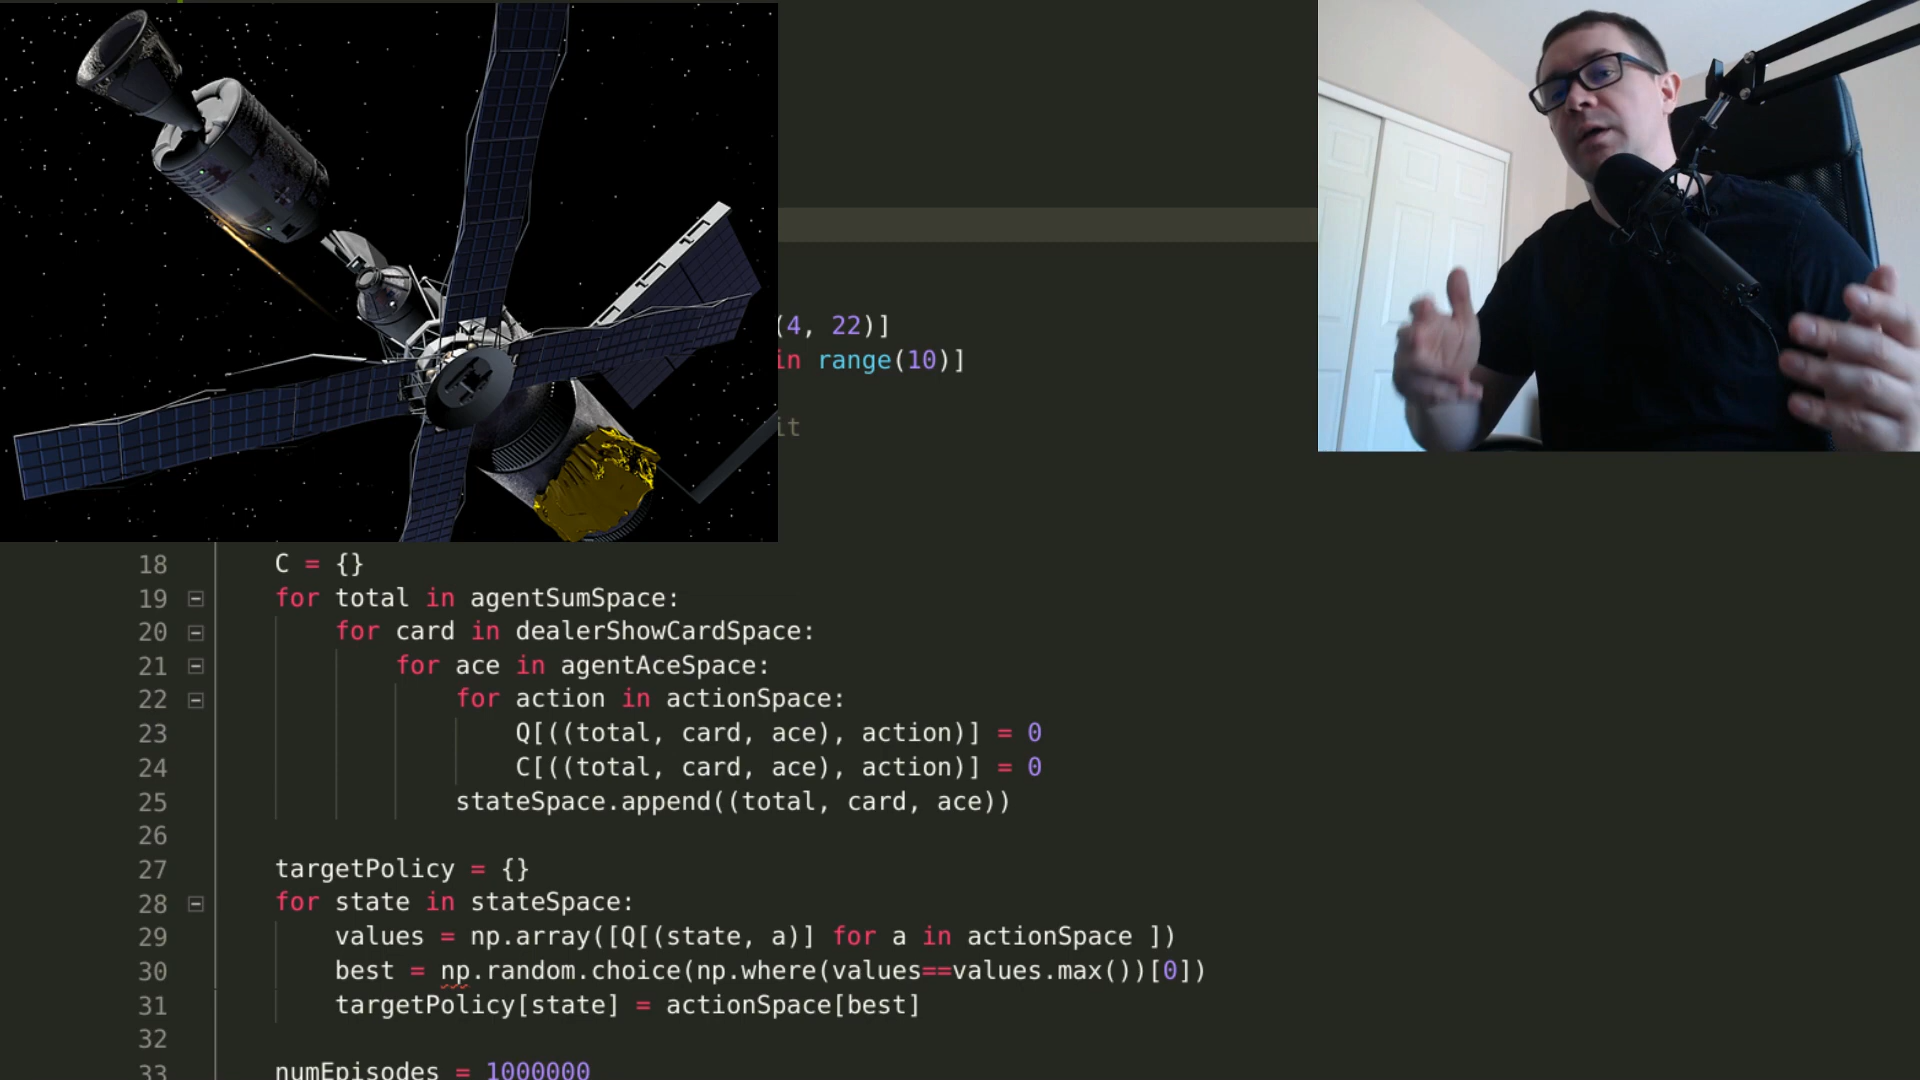 (4, 22)]
in range(10)]
it
18 C = {}
19 for total in agentSumSpace:
20 for card in dealerShowCardSpace:
21 for ace in agentAceSpace:
22 for action in actionSpace:
23 Q[((total, card, ace), action)] = 0
24 C[((total, card, ace), action)] = 0
25 stateSpace.append((total, card, ace))
26
27 targetPolicy = {}
28 for state in stateSpace:
29 values = np.array([Q[(state, a)] for a in actionSpace ])
30 best = np.random.choice(np.where(values==values.max())[0])
31 targetPolicy[state] = actionSpace[best]
32
33 numEpisodes = 1000000